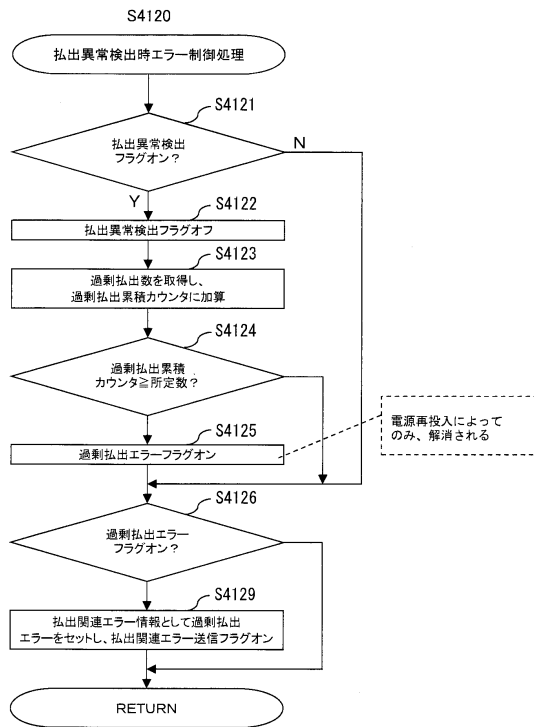 S4120
払出異常検出時エラー制御処理
S4121
払出異常検出
フラグオン？
N
Y
S4122
払出異常検出フラグオフ
S4123
過剰払出数を取得し、
過剰払出累積カウンタに加算
S4124
過剰払出累積
カウンタ≧所定数？
電源再投入によって
のみ、解消される
S4125
過剰払出エラーフラグオン
S4126
過剰払出エラー
フラグオン？
S4129
払出関連エラー情報として過剰払出
エラーをセットし、払出関連エラー送信フラグオン
RETURN